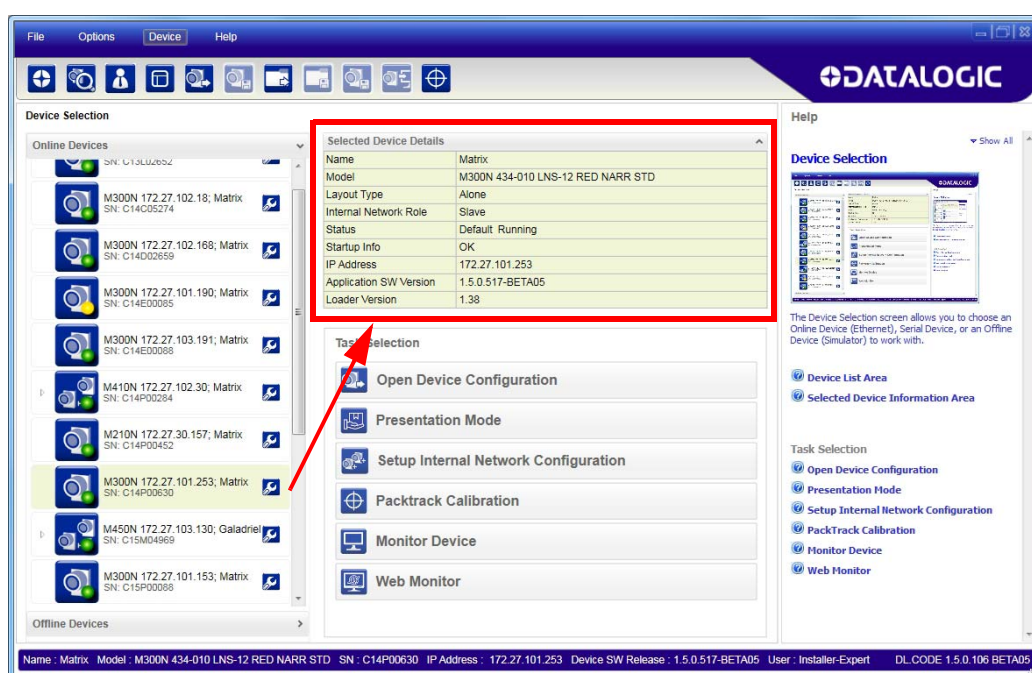 File Options Device Help
DATALOGIC
Device Selection
Online Devices
SN: C13L02652
M300N 172.27.102.18; Matrix
SN: C14C05274
M300N 172.27.102.168; Matrix
SN: C14D02659
M300N 172.27.101.190; Matrix
SN: C14E00085
M300N 172.27.103.191; Matrix
SN: C14E00088
M410N 172.27.102.30; Matrix
SN: C14P00284
M210N 172.27.30.157; Matrix
SN: C14P00452
M300N 172.27.101.253; Matrix
SN: C14P00630
M450N 172.27.103.130; Galadriel
SN: C15M04969
M300N 172.27.101.153; Matrix
SN: C15P00088
Offline Devices
Selected Device Details
Name Matrix
Model M300N 434-010 LNS-12 RED NARR STD
Layout Type Alone
Internal Network Role Slave
Status Default Running
Startup Info OK
IP Address 172.27.101.253
Application SW Version 1.5.0.517-BETA05
Loader Version 1.38
Task Selection
Open Device Configuration
Presentation Mode
Setup Internal Network Configuration
Packtrack Calibration
Monitor Device
Web Monitor
Help
Show All
Device Selection
The Device Selection screen allows you to choose an
Online Device (Ethernet), Serial Device, or an Offline
Device (Simulator) to work with.
Device List Area
Selected Device Information Area
Task Selection
Open Device Configuration
Presentation Mode
Setup Internal Network Configuration
PackTrack Calibration
Monitor Device
Web Monitor
Name : Matrix Model : M300N 434-010 LNS-12 RED NARR STD SN : C14P00630 IP Address : 172.27.101.253 Device SW Release : 1.5.0.517-BETA05 User : Installer-Expert DL.CODE 1.5.0.106 BETA05